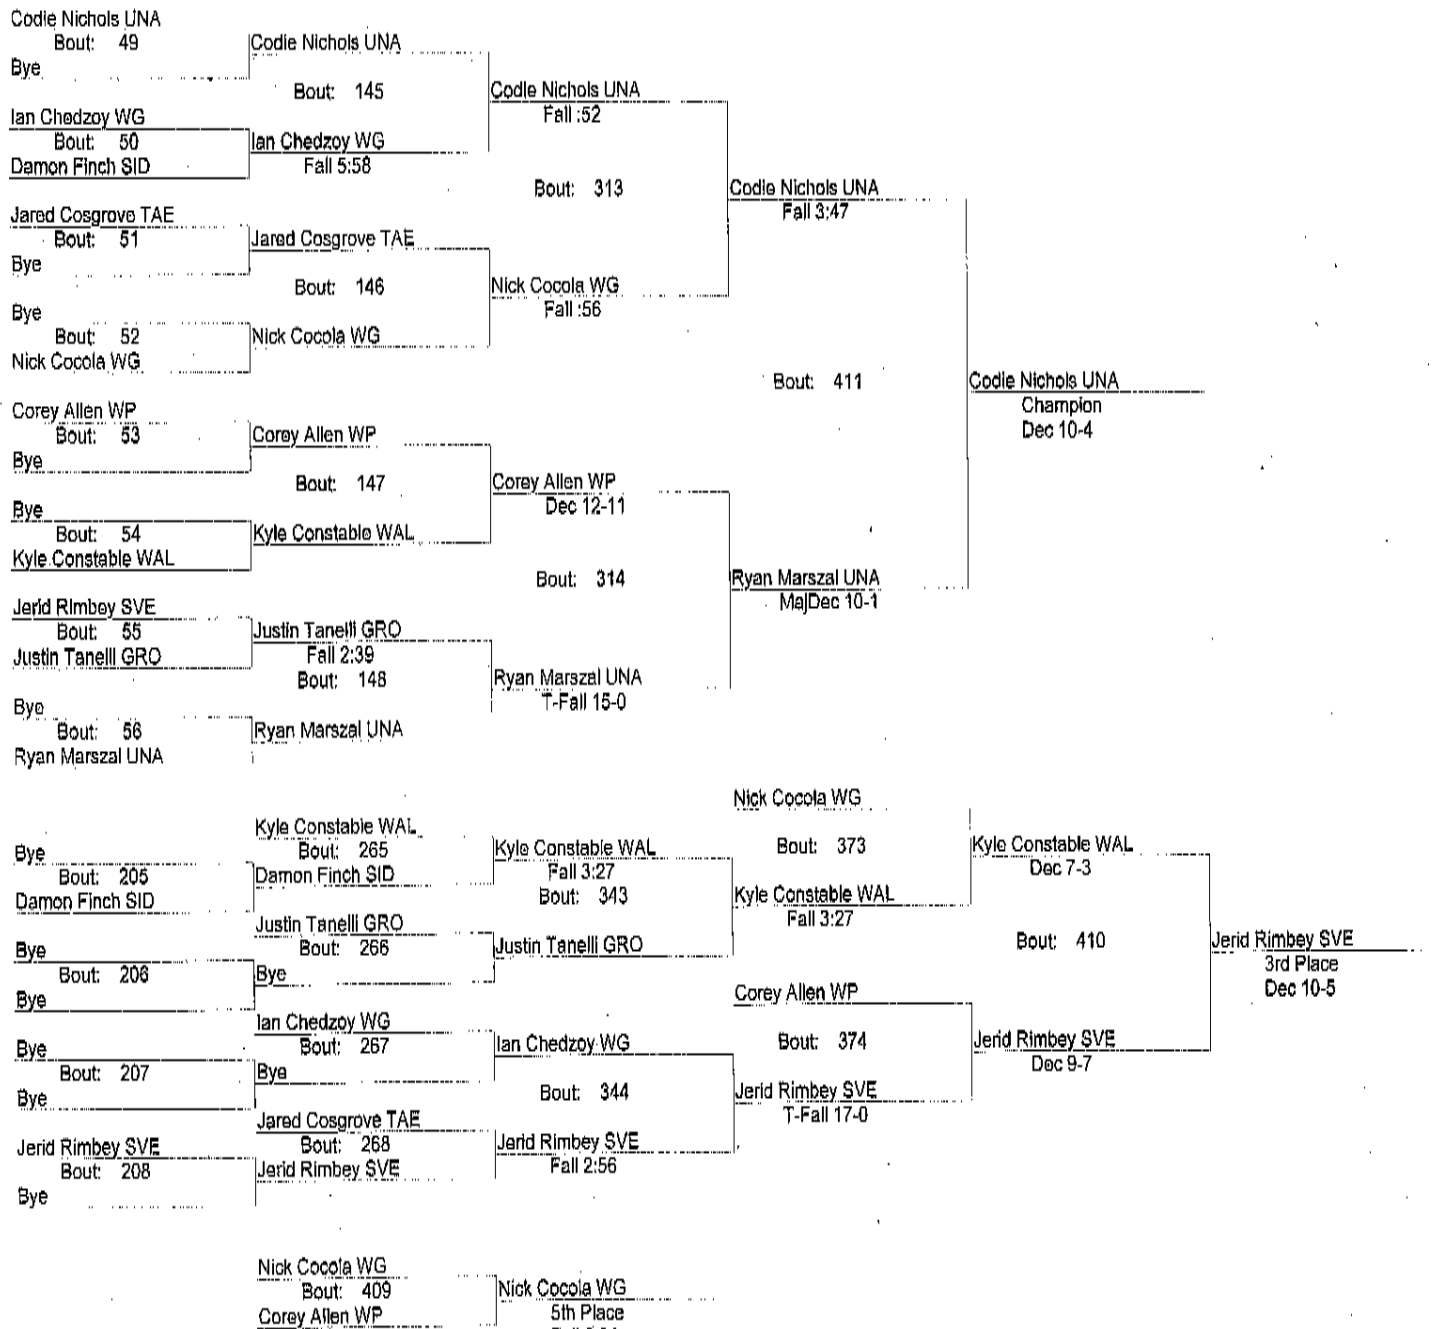 Codie Nichols UNA
Bout: 49
Bye
Codie Nichols UNA
Bout: 145
Ian Chedzoy WG
Bout: 50
Damon Finch SID
Ian Chedzoy WG
Fall 5:58
Codie Nichols UNA
Fall :52
Bout: 313
Jared Cosgrove TAE
Bout: 51
Bye
Jared Cosgrove TAE
Bout: 146
Bye
Bout: 52
Nick Cocola WG
Nick Cocola WG
Nick Cocola WG
Fall :56
Codie Nichols UNA
Fall 3:47
Bout: 411
Codie Nichols UNA
Champion
Dec 10-4
Corey Allen WP
Bout: 53
Bye
Corey Allen WP
Bout: 147
Bye
Bout: 54
Kyle Constable WAL
Kyle Constable WAL
Corey Allen WP
Dec 12-11
Bout: 314
Ryan Marszal UNA
MajDec 10-1
Jerid Rimbey SVE
Bout: 55
Justin Tanelli GRO
Justin Tanelli GRO
Fall 2:39
Bout: 148
Bye
Bout: 56
Ryan Marszal UNA
Ryan Marszal UNA
Ryan Marszal UNA
T-Fall 15-0
Bye
Bout: 205
Damon Finch SID
Kyle Constable WAL
Bout: 265
Damon Finch SID
Kyle Constable WAL
Fall 3:27
Bout: 343
Bye
Bout: 206
Bye
Justin Tanelli GRO
Bout: 266
Bye
Justin Tanelli GRO
Nick Cocola WG
Bout: 373
Kyle Constable WAL
Fall 3:27
Kyle Constable WAL
Dec 7-3
Bout: 410
Jerid Rimbey SVE
3rd Place
Dec 10-5
Bye
Bout: 207
Bye
Ian Chedzoy WG
Bout: 267
Bye
Ian Chedzoy WG
Bout: 344
Jerid Rimbey SVE
Bout: 208
Bye
Jared Cosgrove TAE
Bout: 268
Jerid Rimbey SVE
Jerid Rimbey SVE
Fall 2:56
Corey Allen WP
Bout: 374
Jerid Rimbey SVE
T-Fall 17-0
Jerid Rimbey SVE
Dec 9-7
Nick Cocola WG
Bout: 409
Corey Allen WP
Nick Cocola WG
5th Place